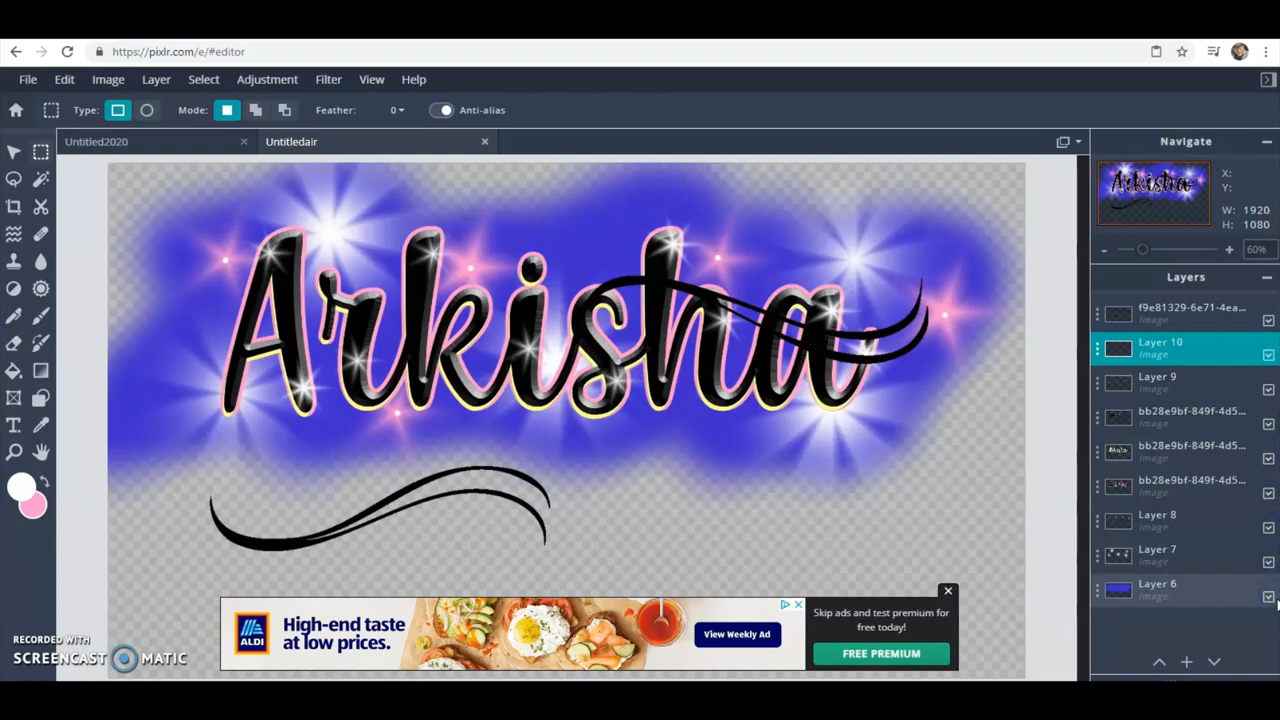 https://pixlr.com/e/#editor
File Edit Image Layer Select Adjustment Filter View Help
Type: Mode: Feather: 0 Anti-alias
Untitled2020 Untitledair
Navigate
Arkisha
X:
Y:
W: 1920
H: 1080
60%
Layers
f9e81329-6e71-4ea...
Image
Layer 10
Image
Layer 9
Image
bb28e9bf-849f-4d5...
Image
bb28e9bf-849f-4d5...
Image
bb28e9bf-849f-4d5...
Image
Layer 8
Image
Layer 7
Image
Layer 6
Image
Arkisha
ALDI
High-end taste
at low prices.
View Weekly Ad
Skip ads and test premium for
free today!
FREE PREMIUM
RECORDED WITH
SCREENCAST MATIC